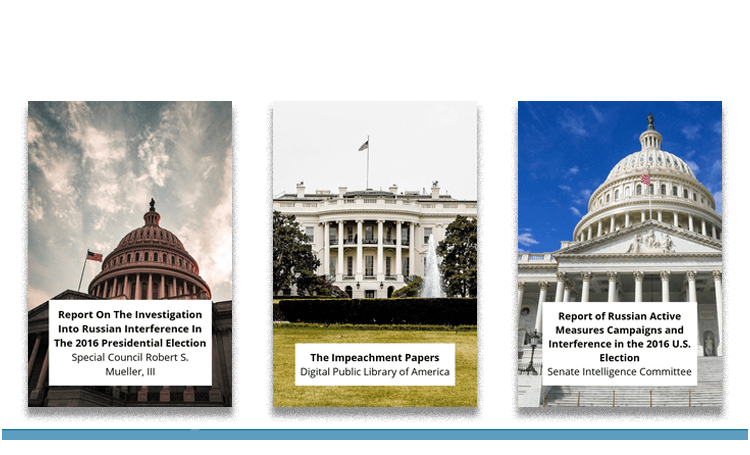 Report On The Investigation
Into Russian Interference In
The 2016 Presidential Election
Special Council Robert S.
Mueller, III
The Impeachment Papers
Digital Public Library of America
Report of Russian Active
Measures Campaigns and
Interference in the 2016 U.S.
Election
Senate Intelligence Committee